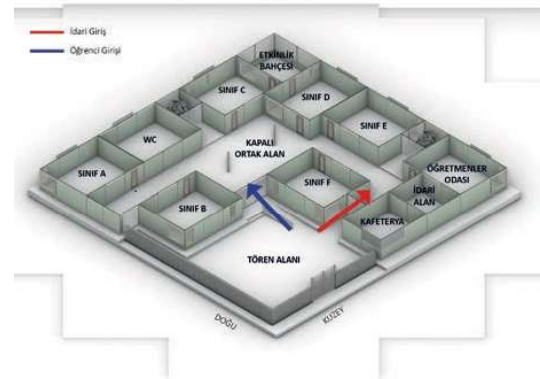 İdari Giriş
Öğrenci Girişi
ETKİNLİK
BAHÇESİ
SINIF C
SINIF D
SINIF E
WC
KAPALI
ORTAK ALAN
SINIF A
ÖĞRETMENLER
ODASI
İDARİ
ALAN
SINIF B
SINIF F
KAFETERYA
TÖREN ALANI
DOĞU
KUZEY